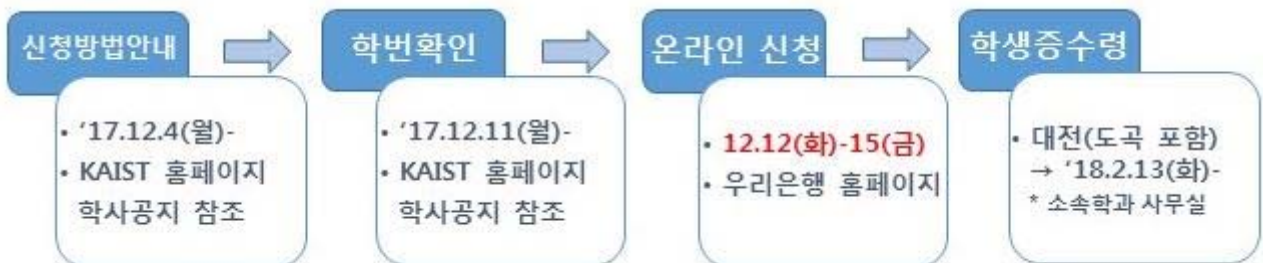 신청방법안내
• '17.12.4(월)-
• KAIST 홈페이지
학사공지 참조
학번확인
• '17.12.11(월)-
• KAIST 홈페이지
학사공지 참조
온라인 신청
• 12.12(화)-15(금)
• 우리은행 홈페이지
학생증수령
• 대전(도곡 포함)
→ '18.2.13(화)-
* 소속학과 사무실